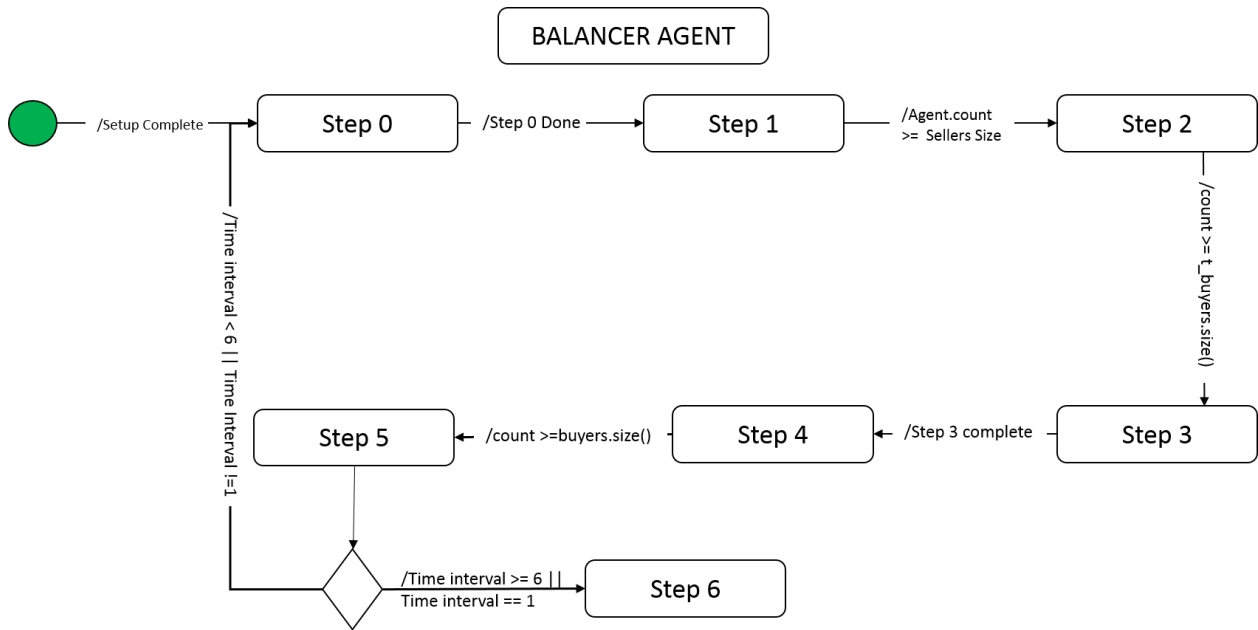 BALANCER AGENT
/Setup Complete
Step 0
/Step 0 Done
Step 1
/Agent.count
>= Sellers Size
Step 2
/count >= t_buyers.size()
/Time interval < 6 || Time Interval !=1
Step 5
/count >=buyers.size()
Step 4
/Step 3 complete
Step 3
/Time interval >= 6 ||
Time interval == 1
Step 6